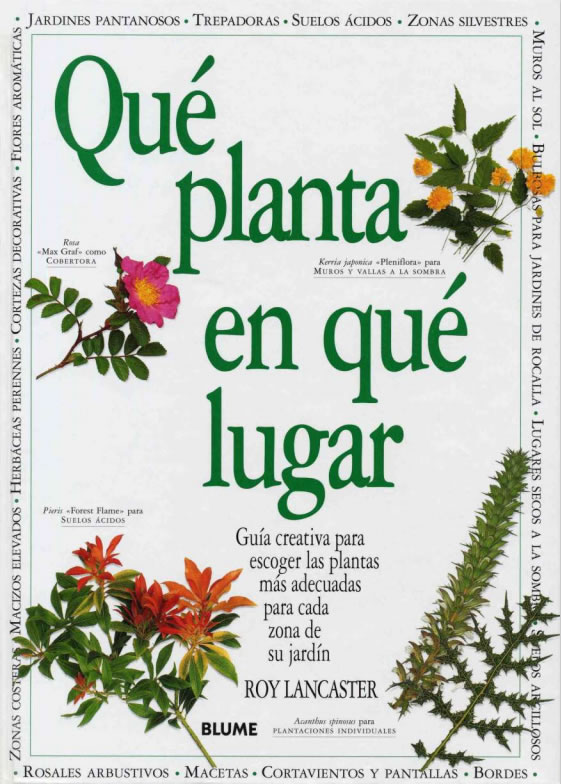 JARDINES PANTANOSOS • TREPADORAS • SUELOS ÁCIDOS • ZONAS SILVESTRES •
MUROS AL SOL • BULBOSAS PARA JARDINES DE ROCALLA • LUGARES SECOS A LA SOMBRA • SUELOS ARCILLOSOS
Qué
planta
en qué
lugar
Rosa
«Max Graf» como
COBERTORA
Kerria japonica «Pleniflora» para
MUROS Y VALLAS A LA SOMBRA
Pieris «Forest Flame» para
SUELOS ÁCIDOS
Guía creativa para
escoger las plantas
más adecuadas
para cada
zona de
su jardín
ROY LANCASTER
BLUME
Acanthus spinosus para
PLANTACIONES INDIVIDUALES
ZONAS COSTERAS • MACIZOS ELEVADOS • HERBÁCEAS PERENNES • CORTEZAS DECORATIVAS • FLORES AROMÁTICAS •
• ROSALES ARBUSTIVOS • MACETAS • CORTAVIENTOS Y PANTALLAS • BORDES